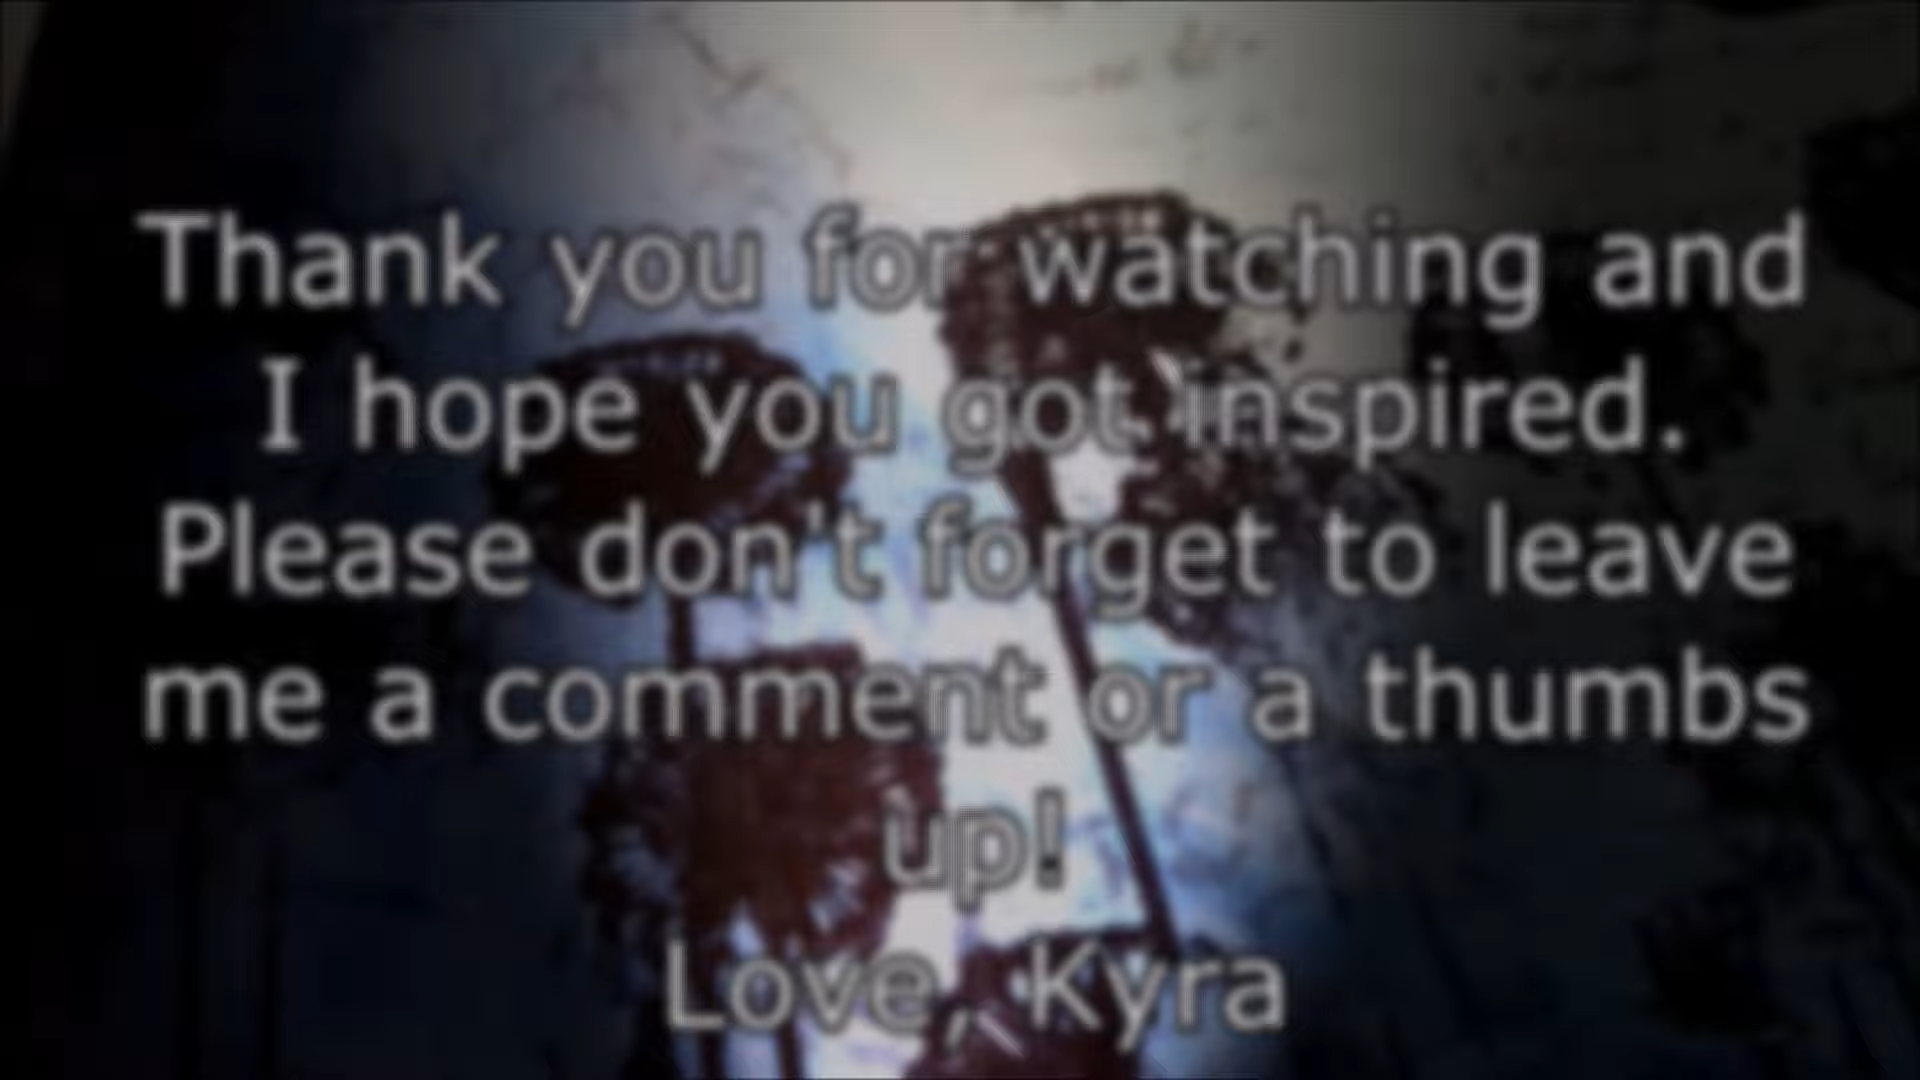 Thank you for watching and
I hope you got inspired.
Please don't forget to leave
me a comment or a thumbs
up!
Love, Kyra